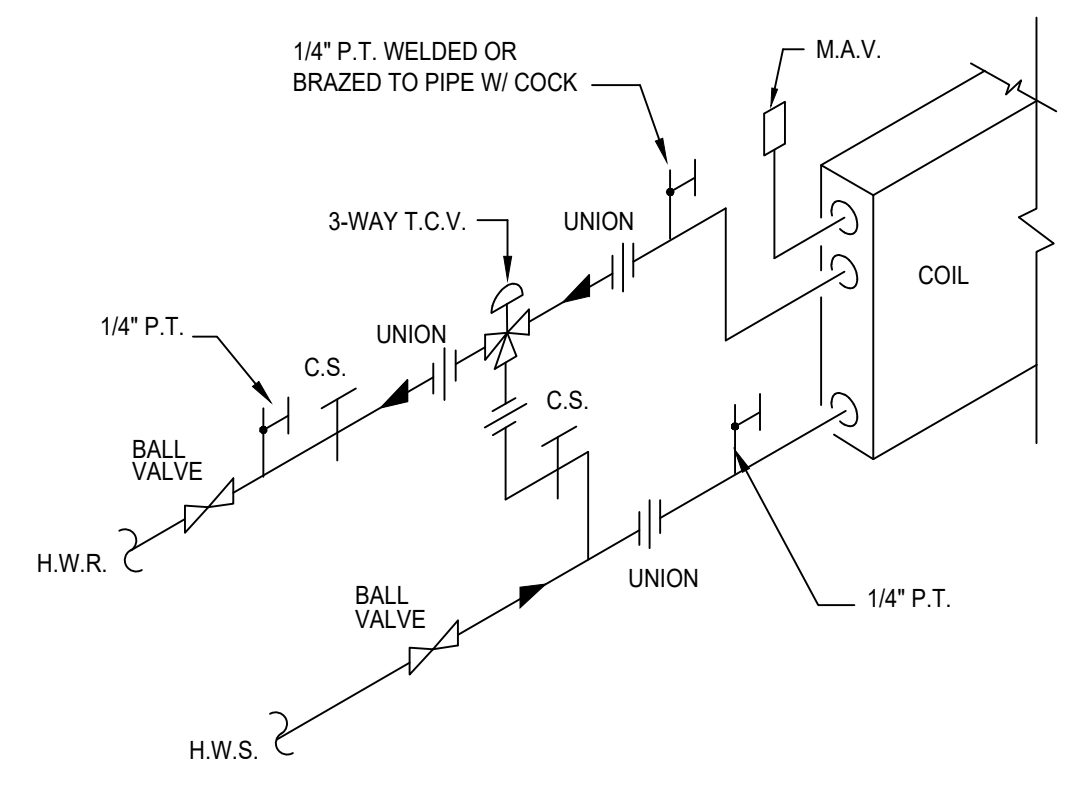 1/4" P.T. WELDED OR
BRAZED TO PIPE W/ COCK
M.A.V.
3-WAY T.C.V.
UNION
COIL
1/4" P.T.
UNION
C.S.
C.S.
BALL
VALVE
H.W.R.
UNION
BALL
VALVE
1/4" P.T.
H.W.S.